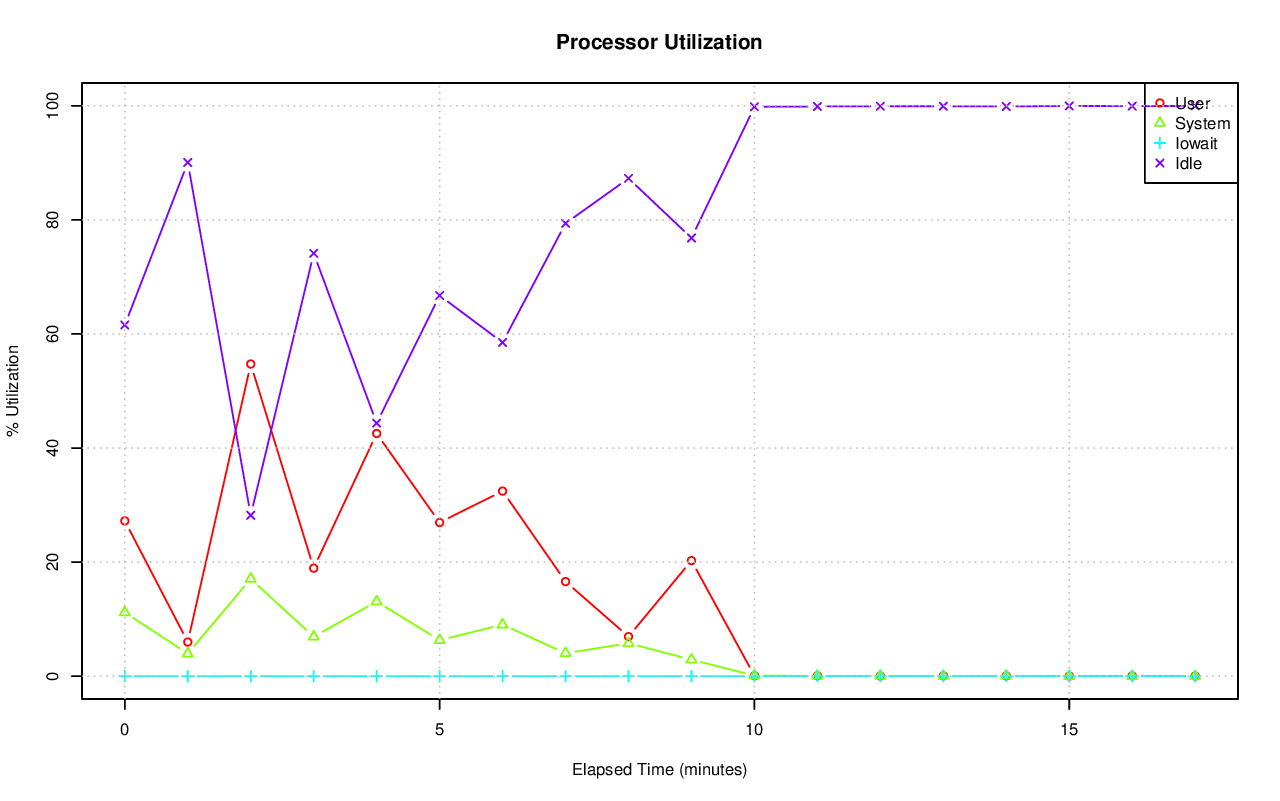 Processor Utilization
% Utilization
100
80
60
40
20
0
User
System
Iowait
Idle
0 5 10 15
Elapsed Time (minutes)